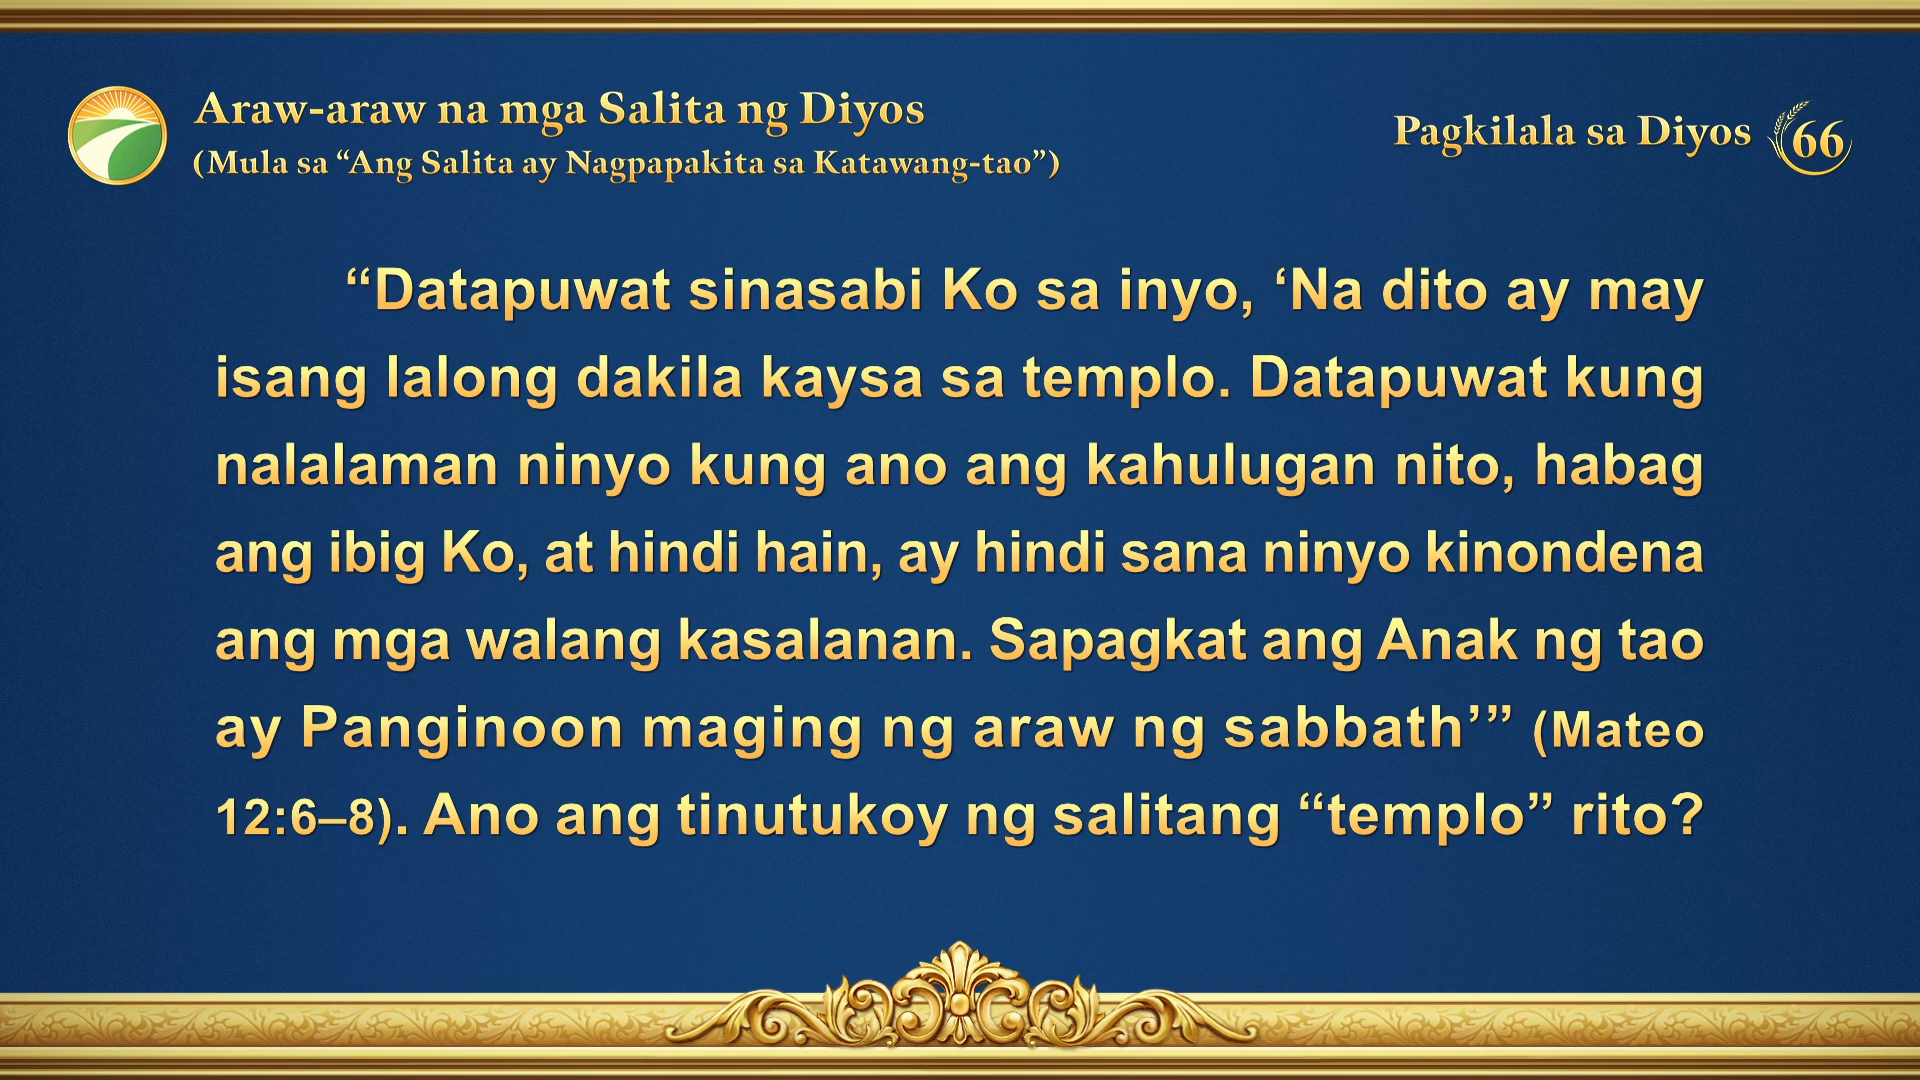 Araw-araw na mga Salita ng Diyos
(Mula sa “Ang Salita ay Nagpapakita sa Katawang-tao”)
Pagkilala sa Diyos 66
“Datapuwat sinasabi Ko sa inyo, ‘Na dito ay may
isang lalong dakila kaysa sa templo. Datapuwat kung
nalalaman ninyo kung ano ang kahulugan nito, habag
ang ibig Ko, at hindi hain, ay hindi sana ninyo kinondena
ang mga walang kasalanan. Sapagkat ang Anak ng tao
ay Panginoon maging ng araw ng sabbath’” (Mateo
12:6–8). Ano ang tinutukoy ng salitang “templo” rito?